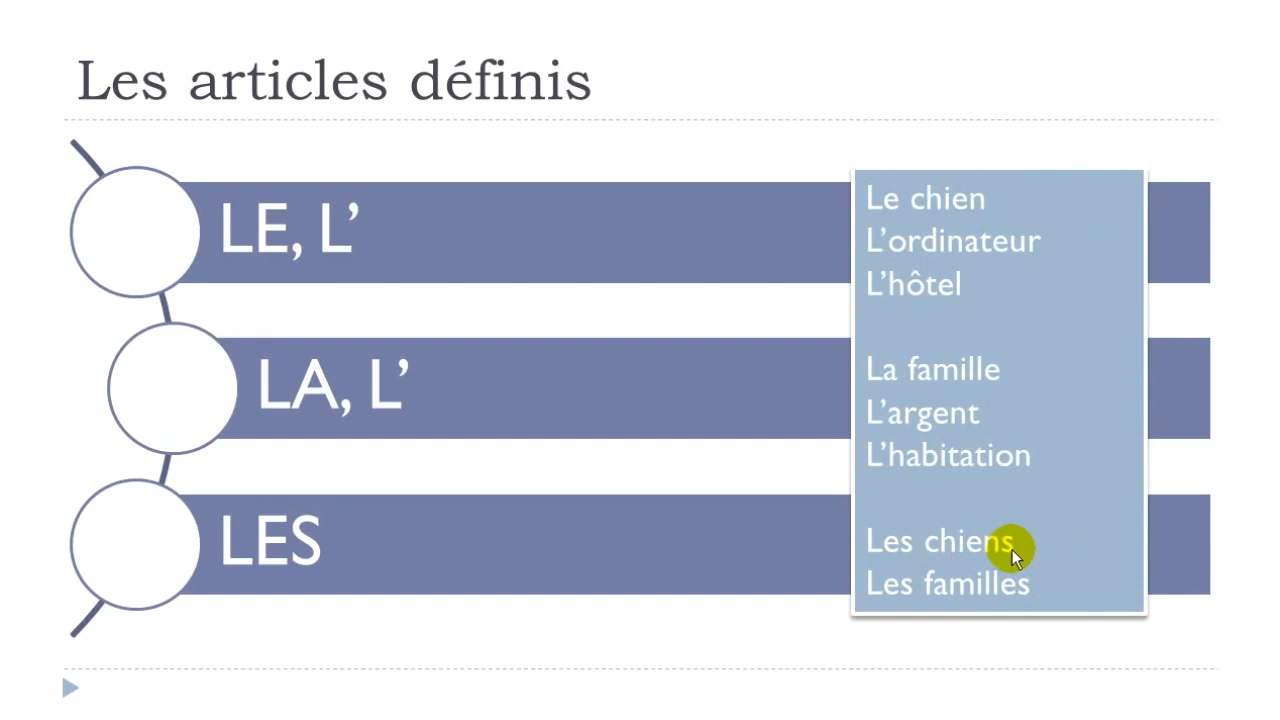 Les articles définis
LE, L’
LA, L’
LES
Le chien
L’ordinateur
L’hôtel
La famille
L’argent
L’habitation
Les chiens
Les familles